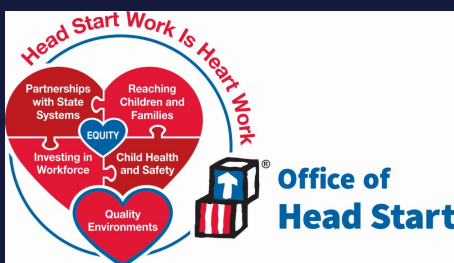 Head Start Work Is Heart Work
Partnerships
with State
Systems
Reaching
Children and
Families
EQUITY
Investing in
Workforce
Child Health
and Safety
Quality
Environments
®
Office of
Head Start